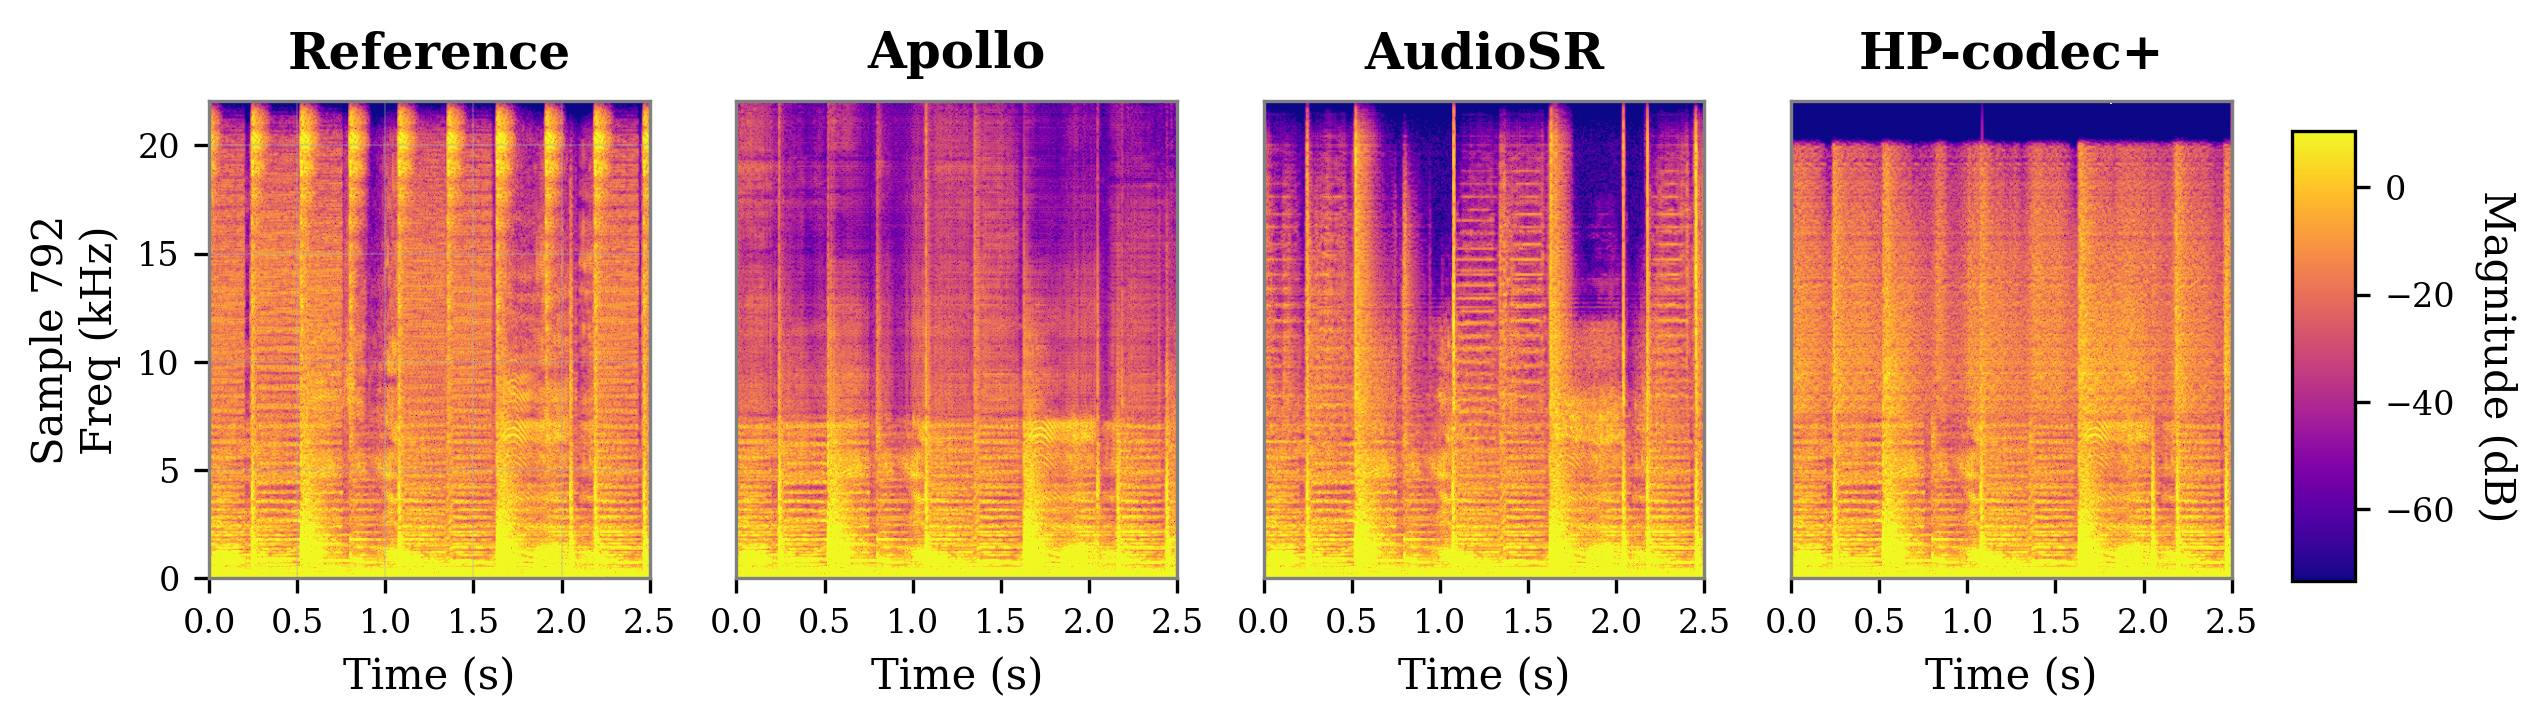 Reference Apollo AudioSR HP-codec+
Sample 792
Freq (kHz)
20
15
10
5
0
0.0 0.5 1.0 1.5 2.0 2.5
Time (s)
0.0 0.5 1.0 1.5 2.0 2.5
Time (s)
0.0 0.5 1.0 1.5 2.0 2.5
Time (s)
0.0 0.5 1.0 1.5 2.0 2.5
Time (s)
0
−20
−40
−60
Magnitude (dB)